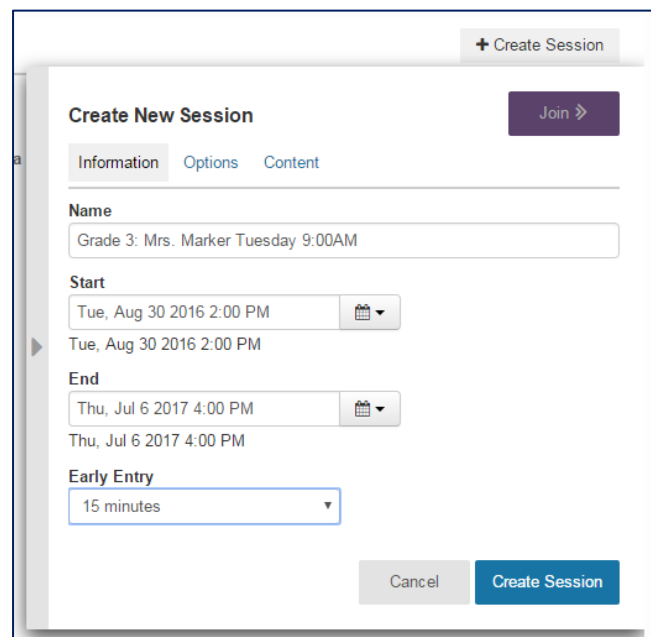 + Create Session
a
Create New Session
Join »
Information Options Content
Name
Grade 3: Mrs. Marker Tuesday 9:00AM
Start
Tue, Aug 30 2016 2:00 PM
Tue, Aug 30 2016 2:00 PM
End
Thu, Jul 6 2017 4:00 PM
Thu, Jul 6 2017 4:00 PM
Early Entry
15 minutes
Cancel Create Session